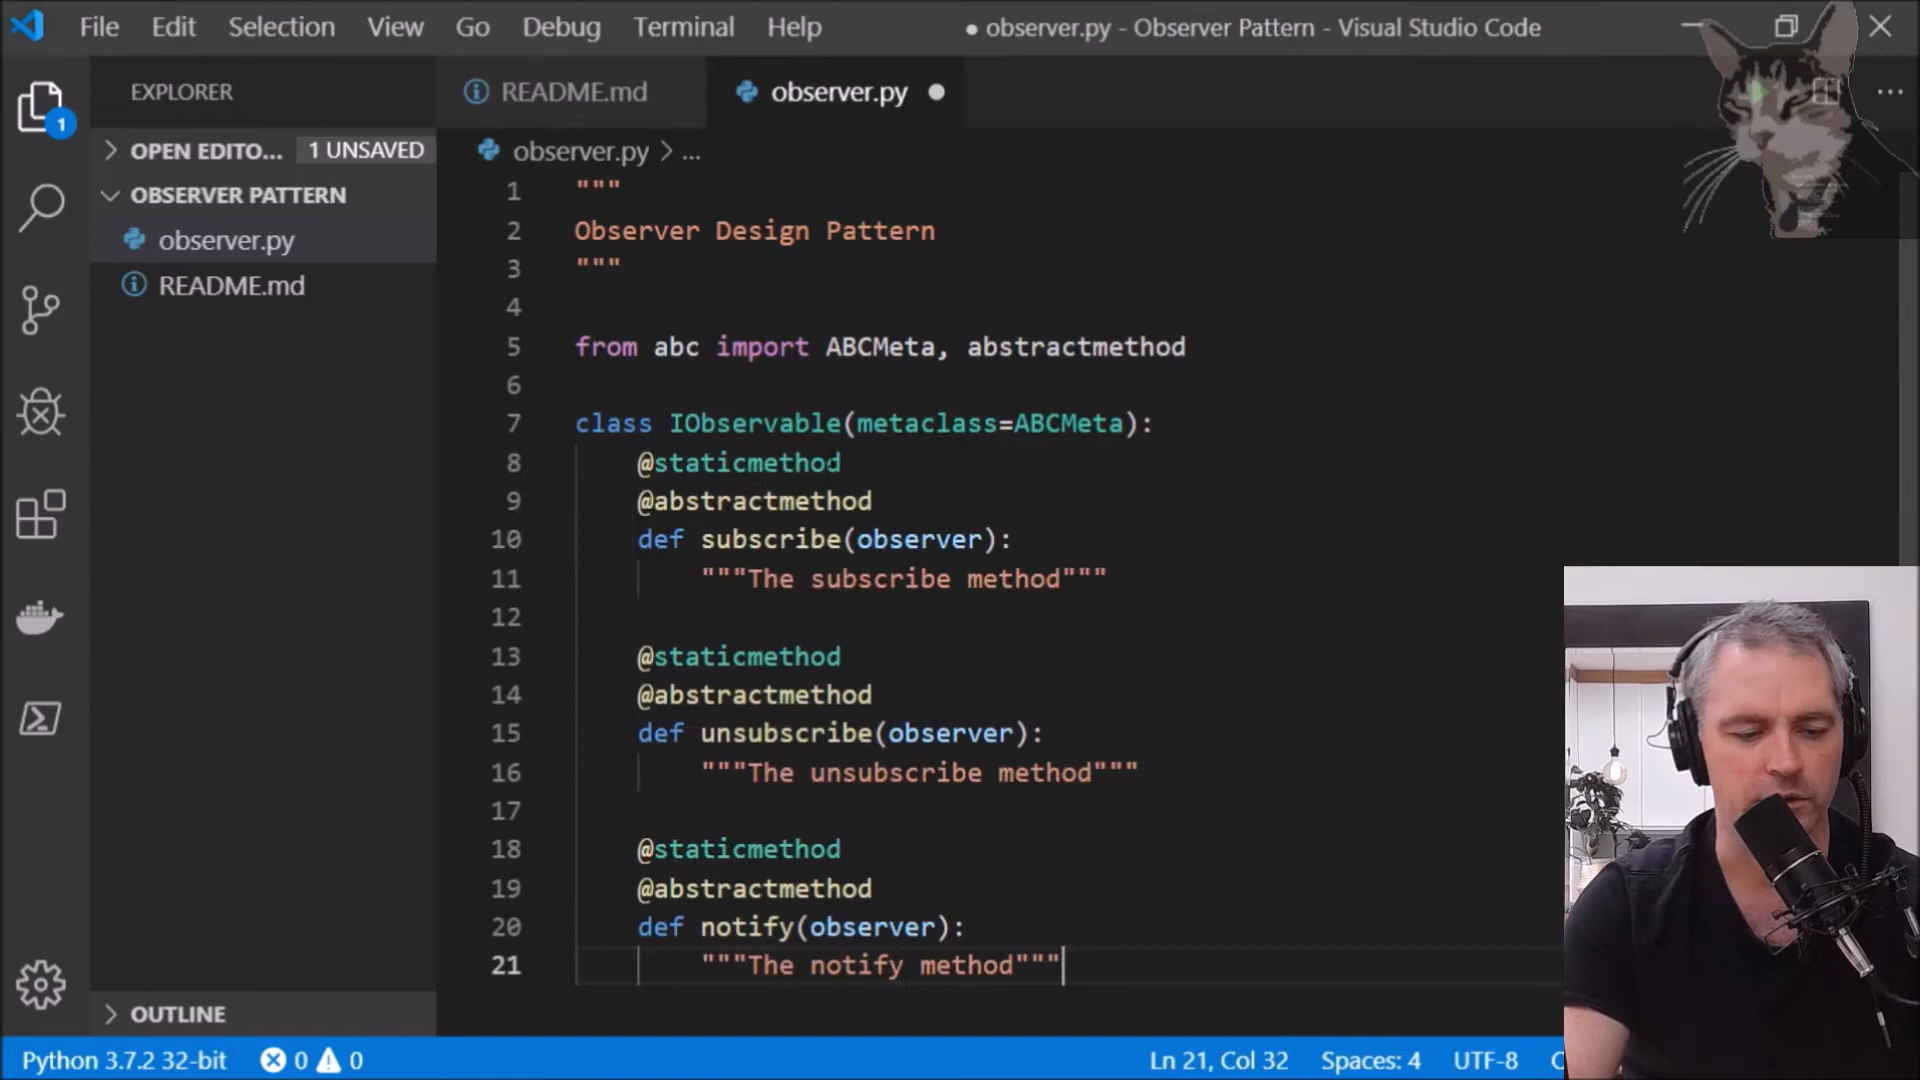 File Edit Selection View Go Debug Terminal Help ● observer.py - Observer Pattern - Visual Studio Code
EXPLORER
README.md
observer.py
1
OPEN EDITO... 1 UNSAVED
OBSERVER PATTERN
observer.py
README.md
observer.py > ...
1 """
2 Observer Design Pattern
3 """
4
5 from abc import ABCMeta, abstractmethod
6
7 class IObservable(metaclass=ABCMeta):
8 @staticmethod
9 @abstractmethod
10 def subscribe(observer):
11 """The subscribe method"""
12
13 @staticmethod
14 @abstractmethod
15 def unsubscribe(observer):
16 """The unsubscribe method"""
17
18 @staticmethod
19 @abstractmethod
20 def notify(observer):
21 """The notify method"""
OUTLINE
Python 3.7.2 32-bit 0 0 Ln 21, Col 32 Spaces: 4 UTF-8